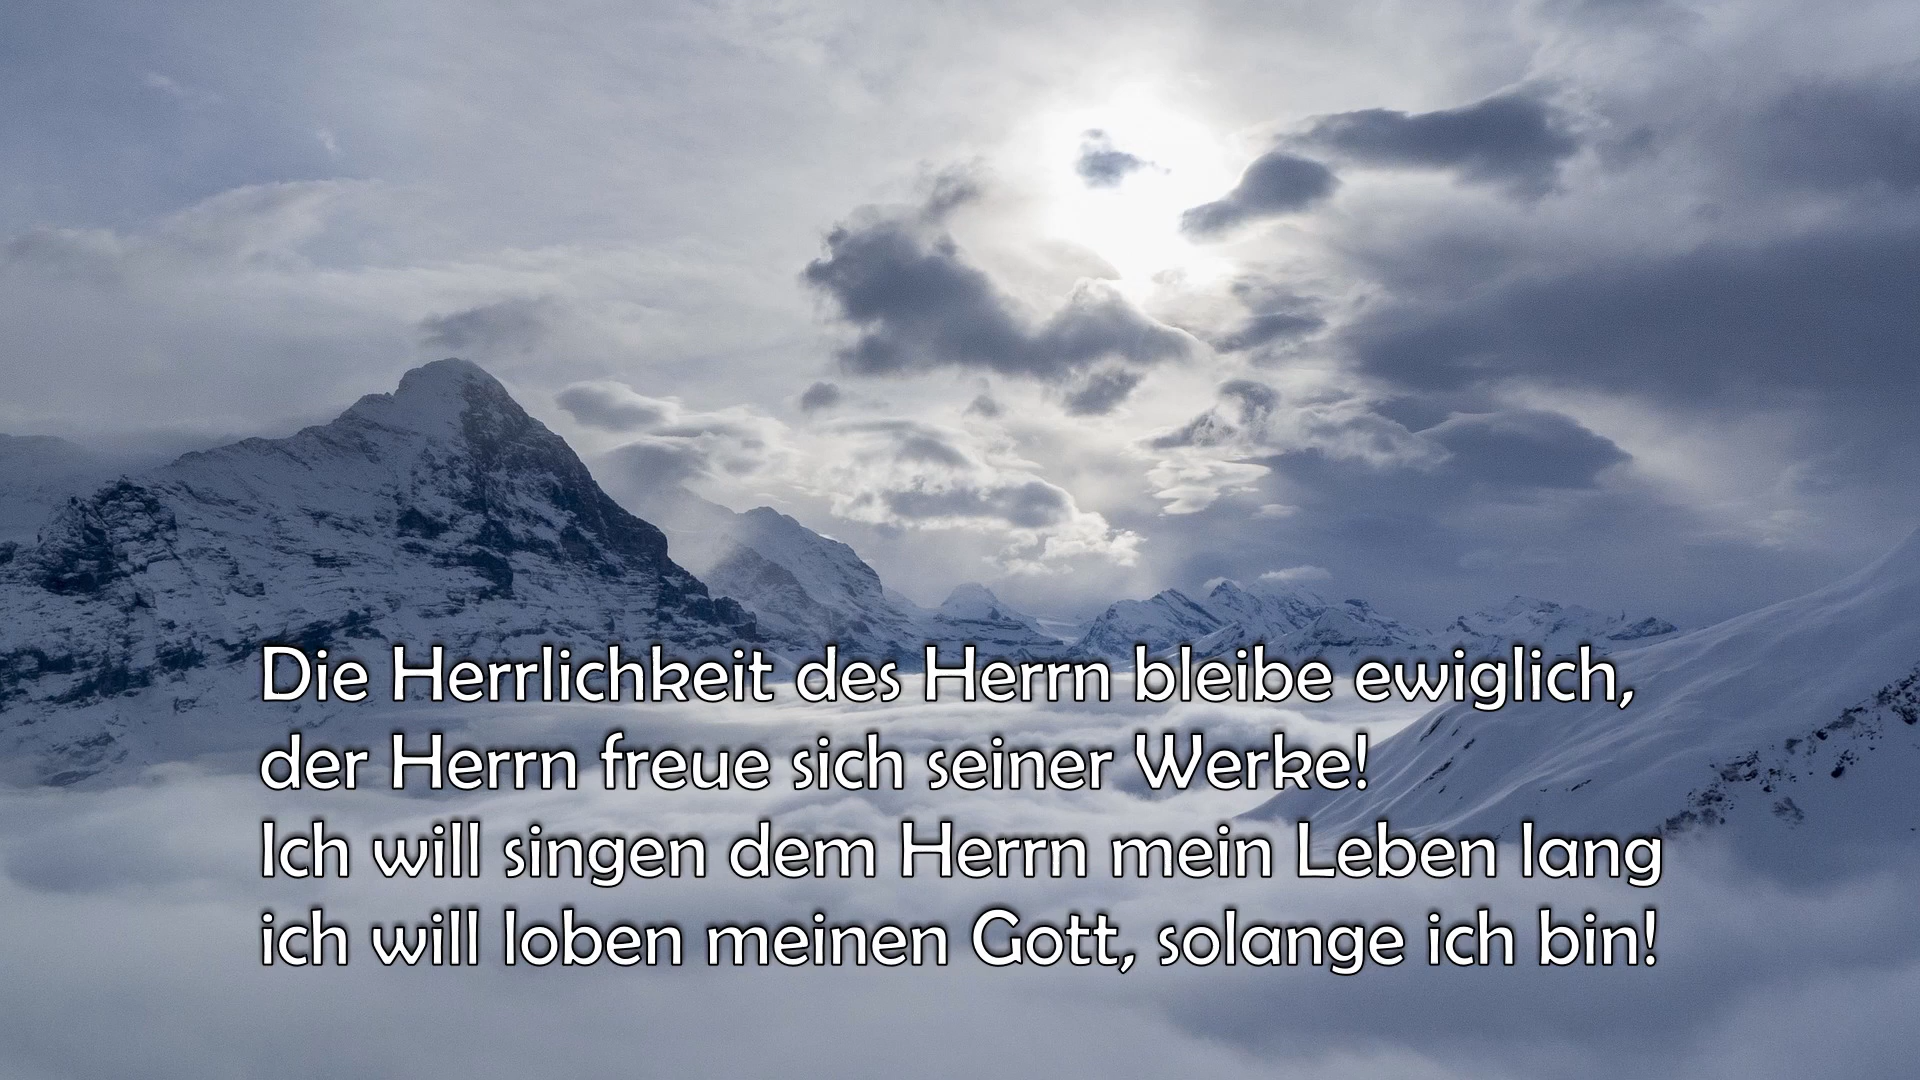 Die Herrlichkeit des Herrn bleibe ewiglich,
der Herrn freue sich seiner Werke!
Ich will singen dem Herrn mein Leben lang
ich will loben meinen Gott, solange ich bin!